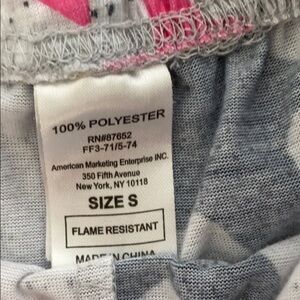 100% POLYESTER
RN#87652
FF3-71/5-74
American Marketing Enterprise INC.
350 Fifth Avenue
New York, NY 10118
SIZE S
FLAME RESISTANT
MADE IN CHINA